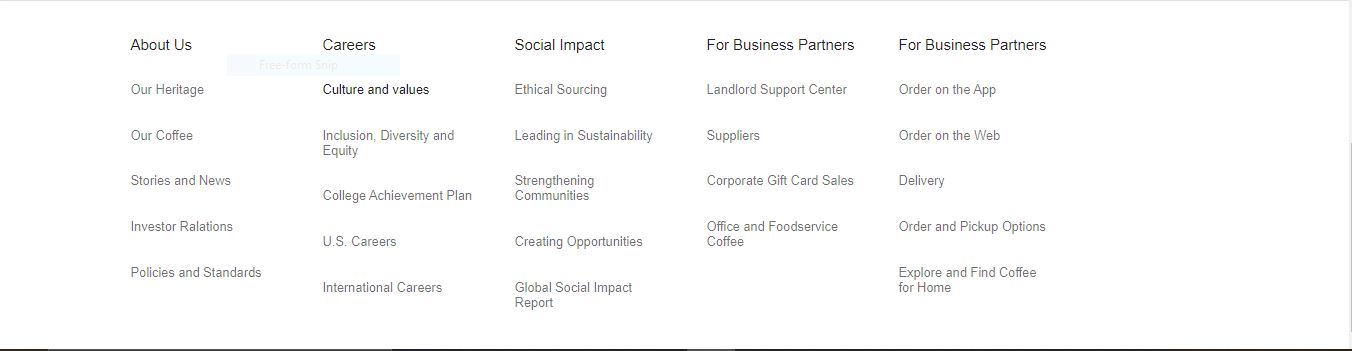 About Us
Our Heritage
Our Coffee
Stories and News
Investor Ralations
Policies and Standards
Careers
Free-form Snip
Culture and values
Inclusion, Diversity and
Equity
College Achievement Plan
U.S. Careers
International Careers
Social Impact
Ethical Sourcing
Leading in Sustainability
Strengthening
Communities
Creating Opportunities
Global Social Impact
Report
For Business Partners
Landlord Support Center
Suppliers
Corporate Gift Card Sales
Office and Foodservice
Coffee
For Business Partners
Order on the App
Order on the Web
Delivery
Order and Pickup Options
Explore and Find Coffee
for Home